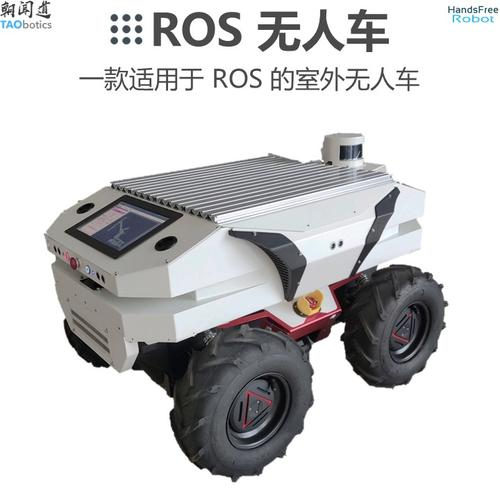 朝闻道
TAObotics
HandsFree
Robot
ROS 无人车
一款适用于 ROS 的室外无人车